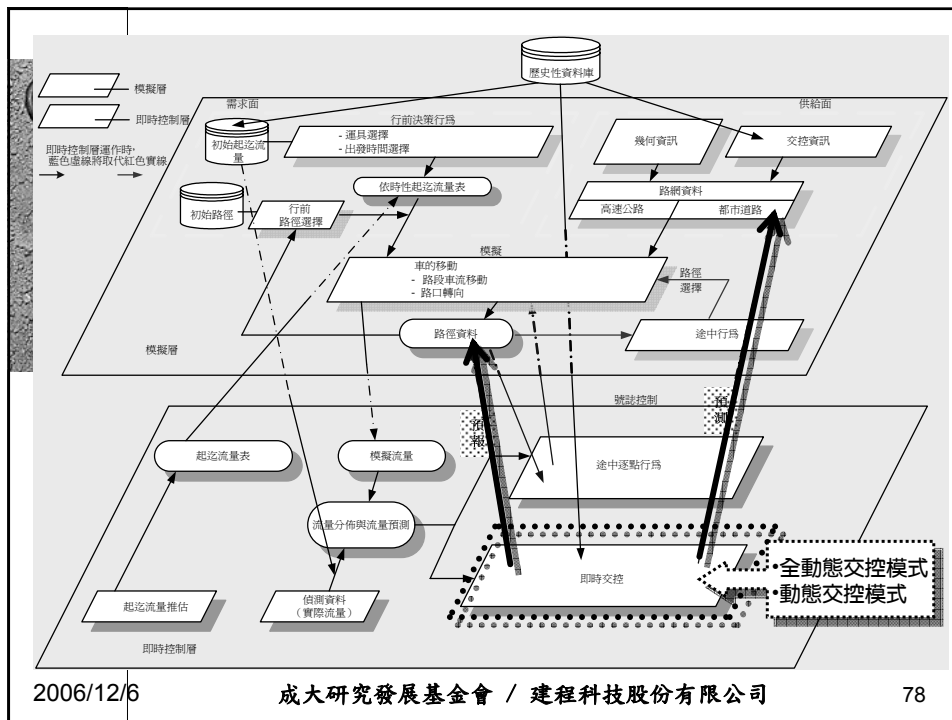 歷史性資料庫
模擬層
即時控制層
即時控制層運作時,
藍色虛線將取代紅色實線
需求面
供給面
初始起迄流
量
行前決策行為
- 運具選擇
- 出發時間選擇
幾何資訊
交控資訊
依時性起迄流量表
路網資料
高速公路
都市道路
初始路徑
行前
路徑選擇
模擬
車的移動
- 路段車流移動
- 路口轉向
路徑
選擇
路徑資料
途中行為
模擬層
號誌控制
預報
預測
起迄流量表
模擬流量
途中逐點行為
流量分佈與流量預測
即時交控
•全動態交控模式
•動態交控模式
起迄流量推估
偵測資料
(實際流量)
即時控制層
2006/12/6
成大研究發展基金會 / 建程科技股份有限公司
78